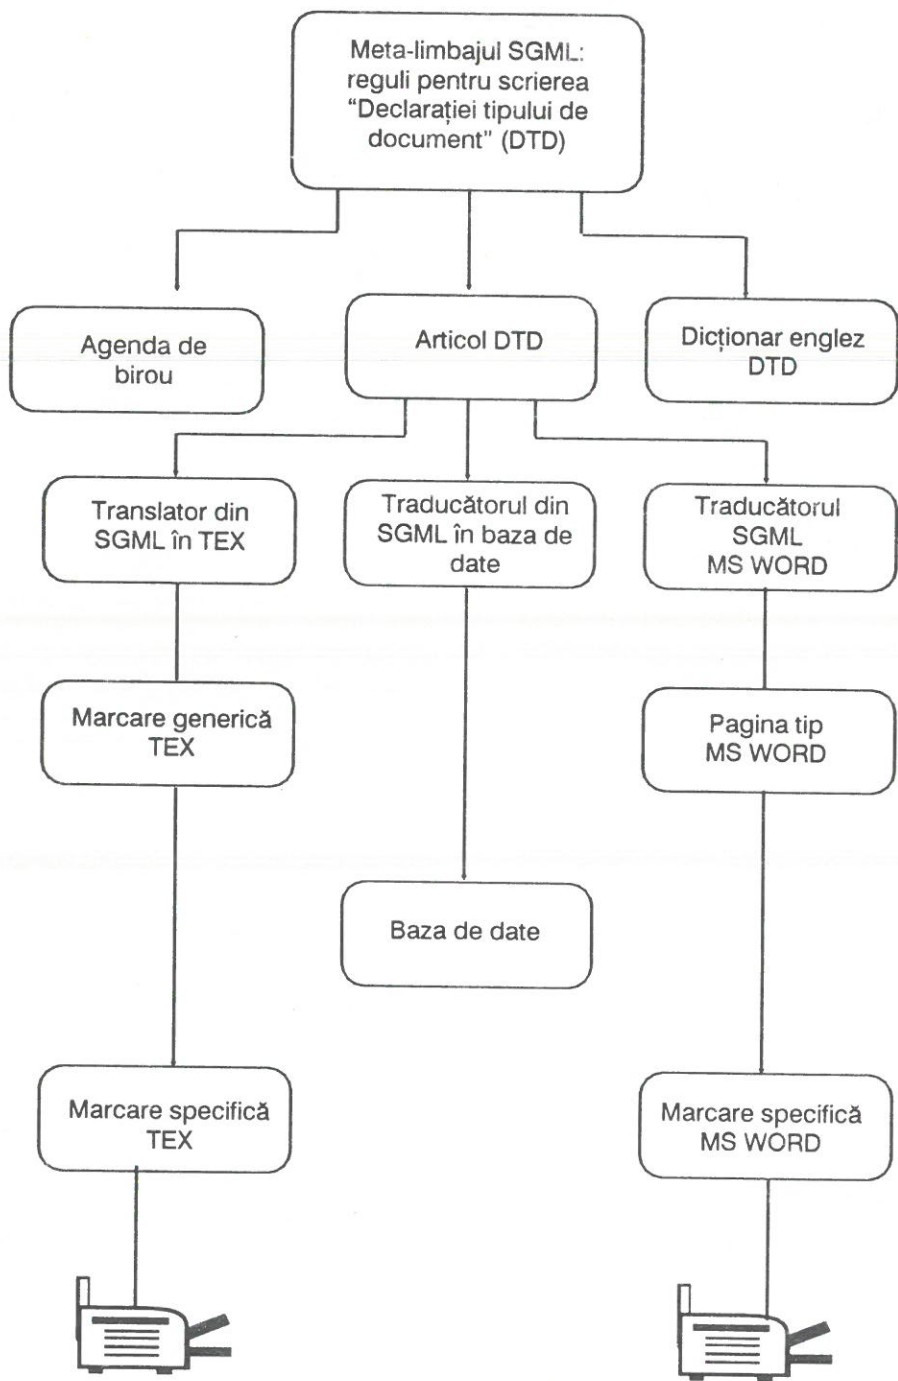 Meta-limbajul SGML:
reguli pentru scrierea
“Declarației tipului de
document” (DTD)
Agenda de
birou
Articol DTD
Dicționar englez
DTD
Translator din
SGML în TEX
Traducătorul din
SGML în baza de
date
Traducătorul
SGML
MS WORD
Marcare generică
TEX
Pagina tip
MS WORD
Baza de date
Marcare specifică
TEX
Marcare specifică
MS WORD